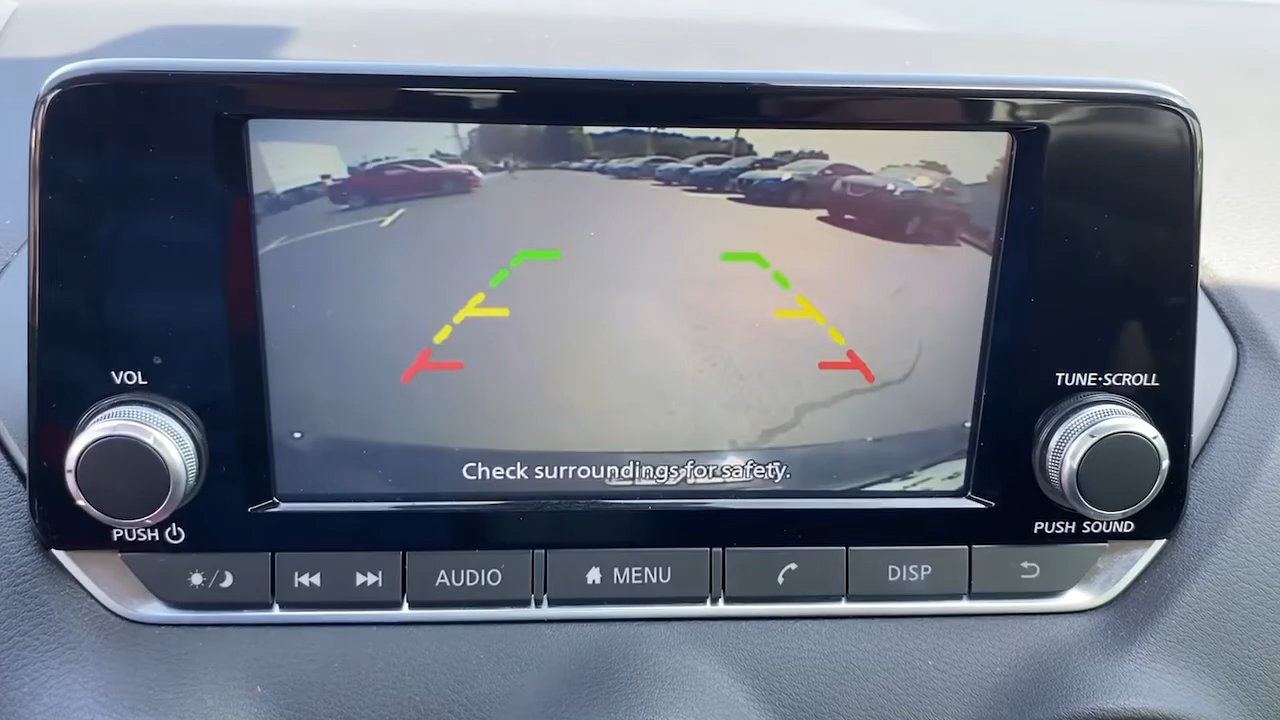 Check surroundings for safety.
VOL
PUSH
TUNE·SCROLL
PUSH SOUND
AUDIO
MENU
DISP